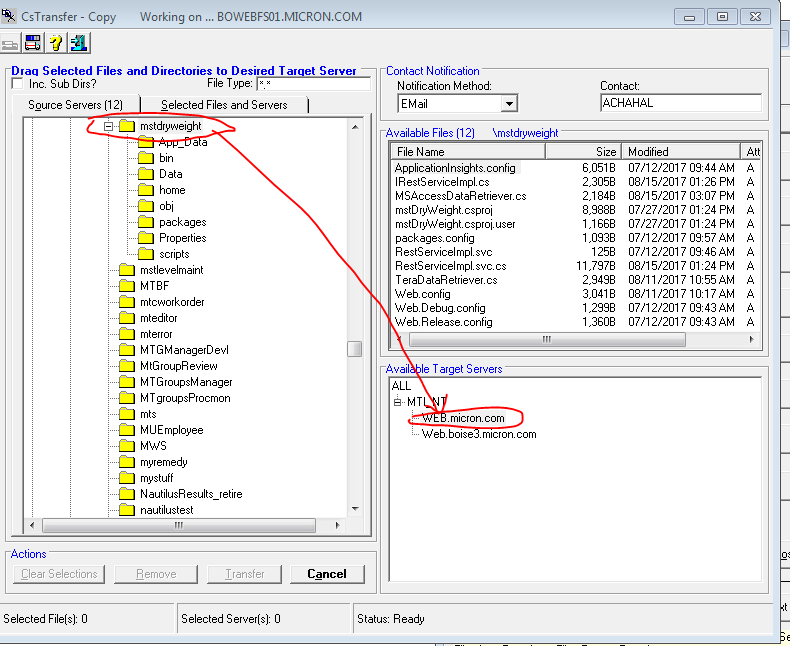 CsTransfer - Copy Working on ... BOWEBFS01.MICRON.COM
Drag Selected Files and Directories to Desired Target Server
Inc. Sub Dirs? File Type: *.*
Source Servers (12) Selected Files and Servers
mstdryweight
App_Data
bin
Data
home
obj
packages
Properties
scripts
mstlevelmaint
MTBF
mtcworkorder
mteditor
mterror
MTGManagerDevl
MtGroupReview
MTGroupsManager
MTgroupsProcmon
mts
MUEmployee
MWS
myremedy
mystuff
NautilusResults_retire
nautilustest
Actions
Clear Selections Remove Transfer Cancel
Contact Notification
Notification Method: Contact:
EMail ACHAHAL
Available Files (12) \mstdryweight
File Name Size Modified Att
ApplicationInsights.config 6,051B 07/12/2017 09:44 AM A
IRestServiceImpl.cs 2,305B 08/15/2017 01:26 PM A
MSAccessDataRetriever.cs 2,184B 08/15/2017 03:07 PM A
mstDryWeight.csproj 8,988B 07/27/2017 01:24 PM A
mstDryWeight.csproj.user 1,166B 07/27/2017 01:24 PM A
packages.config 1,093B 07/12/2017 09:57 AM A
RestServiceImpl.svc 125B 07/12/2017 09:46 AM A
RestServiceImpl.svc.cs 11,797B 08/15/2017 01:24 PM A
TeraDataRetriever.cs 2,949B 08/11/2017 10:55 AM A
Web.config 3,041B 08/11/2017 10:17 AM A
Web.Debug.config 1,299B 07/12/2017 09:43 AM A
Web.Release.config 1,360B 07/12/2017 09:43 AM A
Available Target Servers
ALL
MTI_NT
WEB.micron.com
Web.boise3.micron.com
Selected File(s): 0 Selected Server(s): 0 Status: Ready